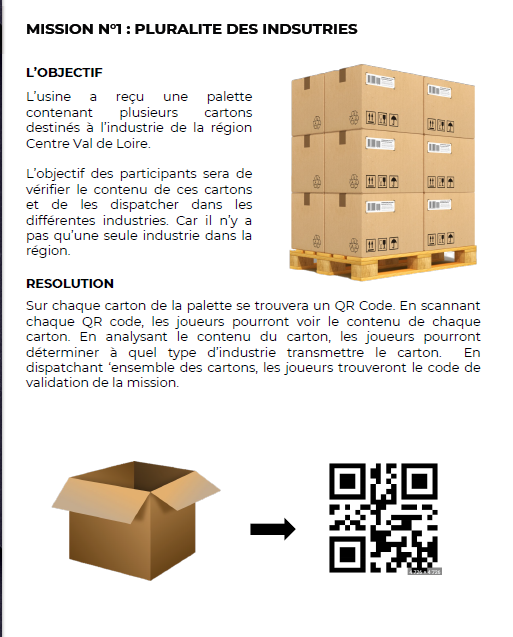 MISSION N°1 : PLURALITE DES INDSUTRIES
L'OBJECTIF
L'usine a reçu une palette
contenant plusieurs cartons
destinés à l'industrie de la région
Centre Val de Loire.
L'objectif des participants sera de
vérifier le contenu de ces cartons
et de les dispatcher dans les
différentes industries. Car il n'y a
pas qu'une seule industrie dans la
région.
RESOLUTION
Sur chaque carton de la palette se trouvera un QR Code. En scannant
chaque QR code, les joueurs pourront voir le contenu de chaque
carton. En analysant le contenu du carton, les joueurs pourront
déterminer à quel type d'industrie transmettre le carton. En
dispatchant 'ensemble des cartons, les joueurs trouveront le code de
validation de la mission.